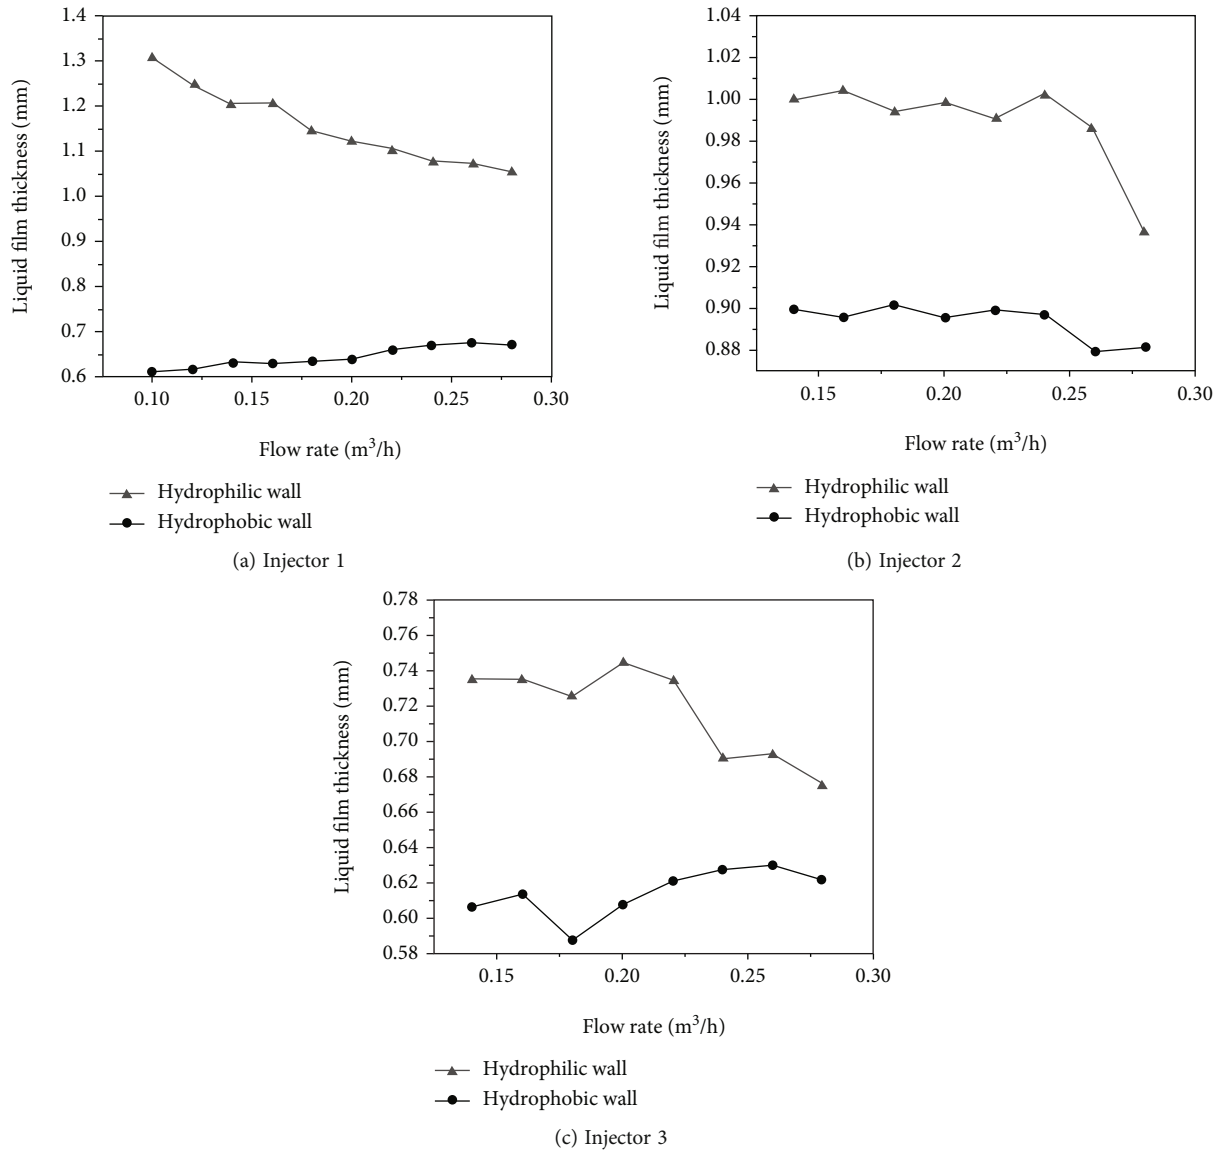 1.4
1.3
1.2
1.1
1.0
0.9
0.8
0.7
0.6
Liquid film thickness (mm)
0.10 0.15 0.20 0.25 0.30
Flow rate (m³/h)
Hydrophilic wall
Hydrophobic wall
(a) Injector 1
1.04
1.02
1.00
0.98
0.96
0.94
0.92
0.90
0.88
Liquid film thickness (mm)
0.15 0.20 0.25 0.30
Flow rate (m³/h)
Hydrophilic wall
Hydrophobic wall
(b) Injector 2
0.78
0.76
0.74
0.72
0.70
0.68
0.66
0.64
0.62
0.60
0.58
Liquid film thickness (mm)
0.15 0.20 0.25 0.30
Flow rate (m³/h)
Hydrophilic wall
Hydrophobic wall
(c) Injector 3